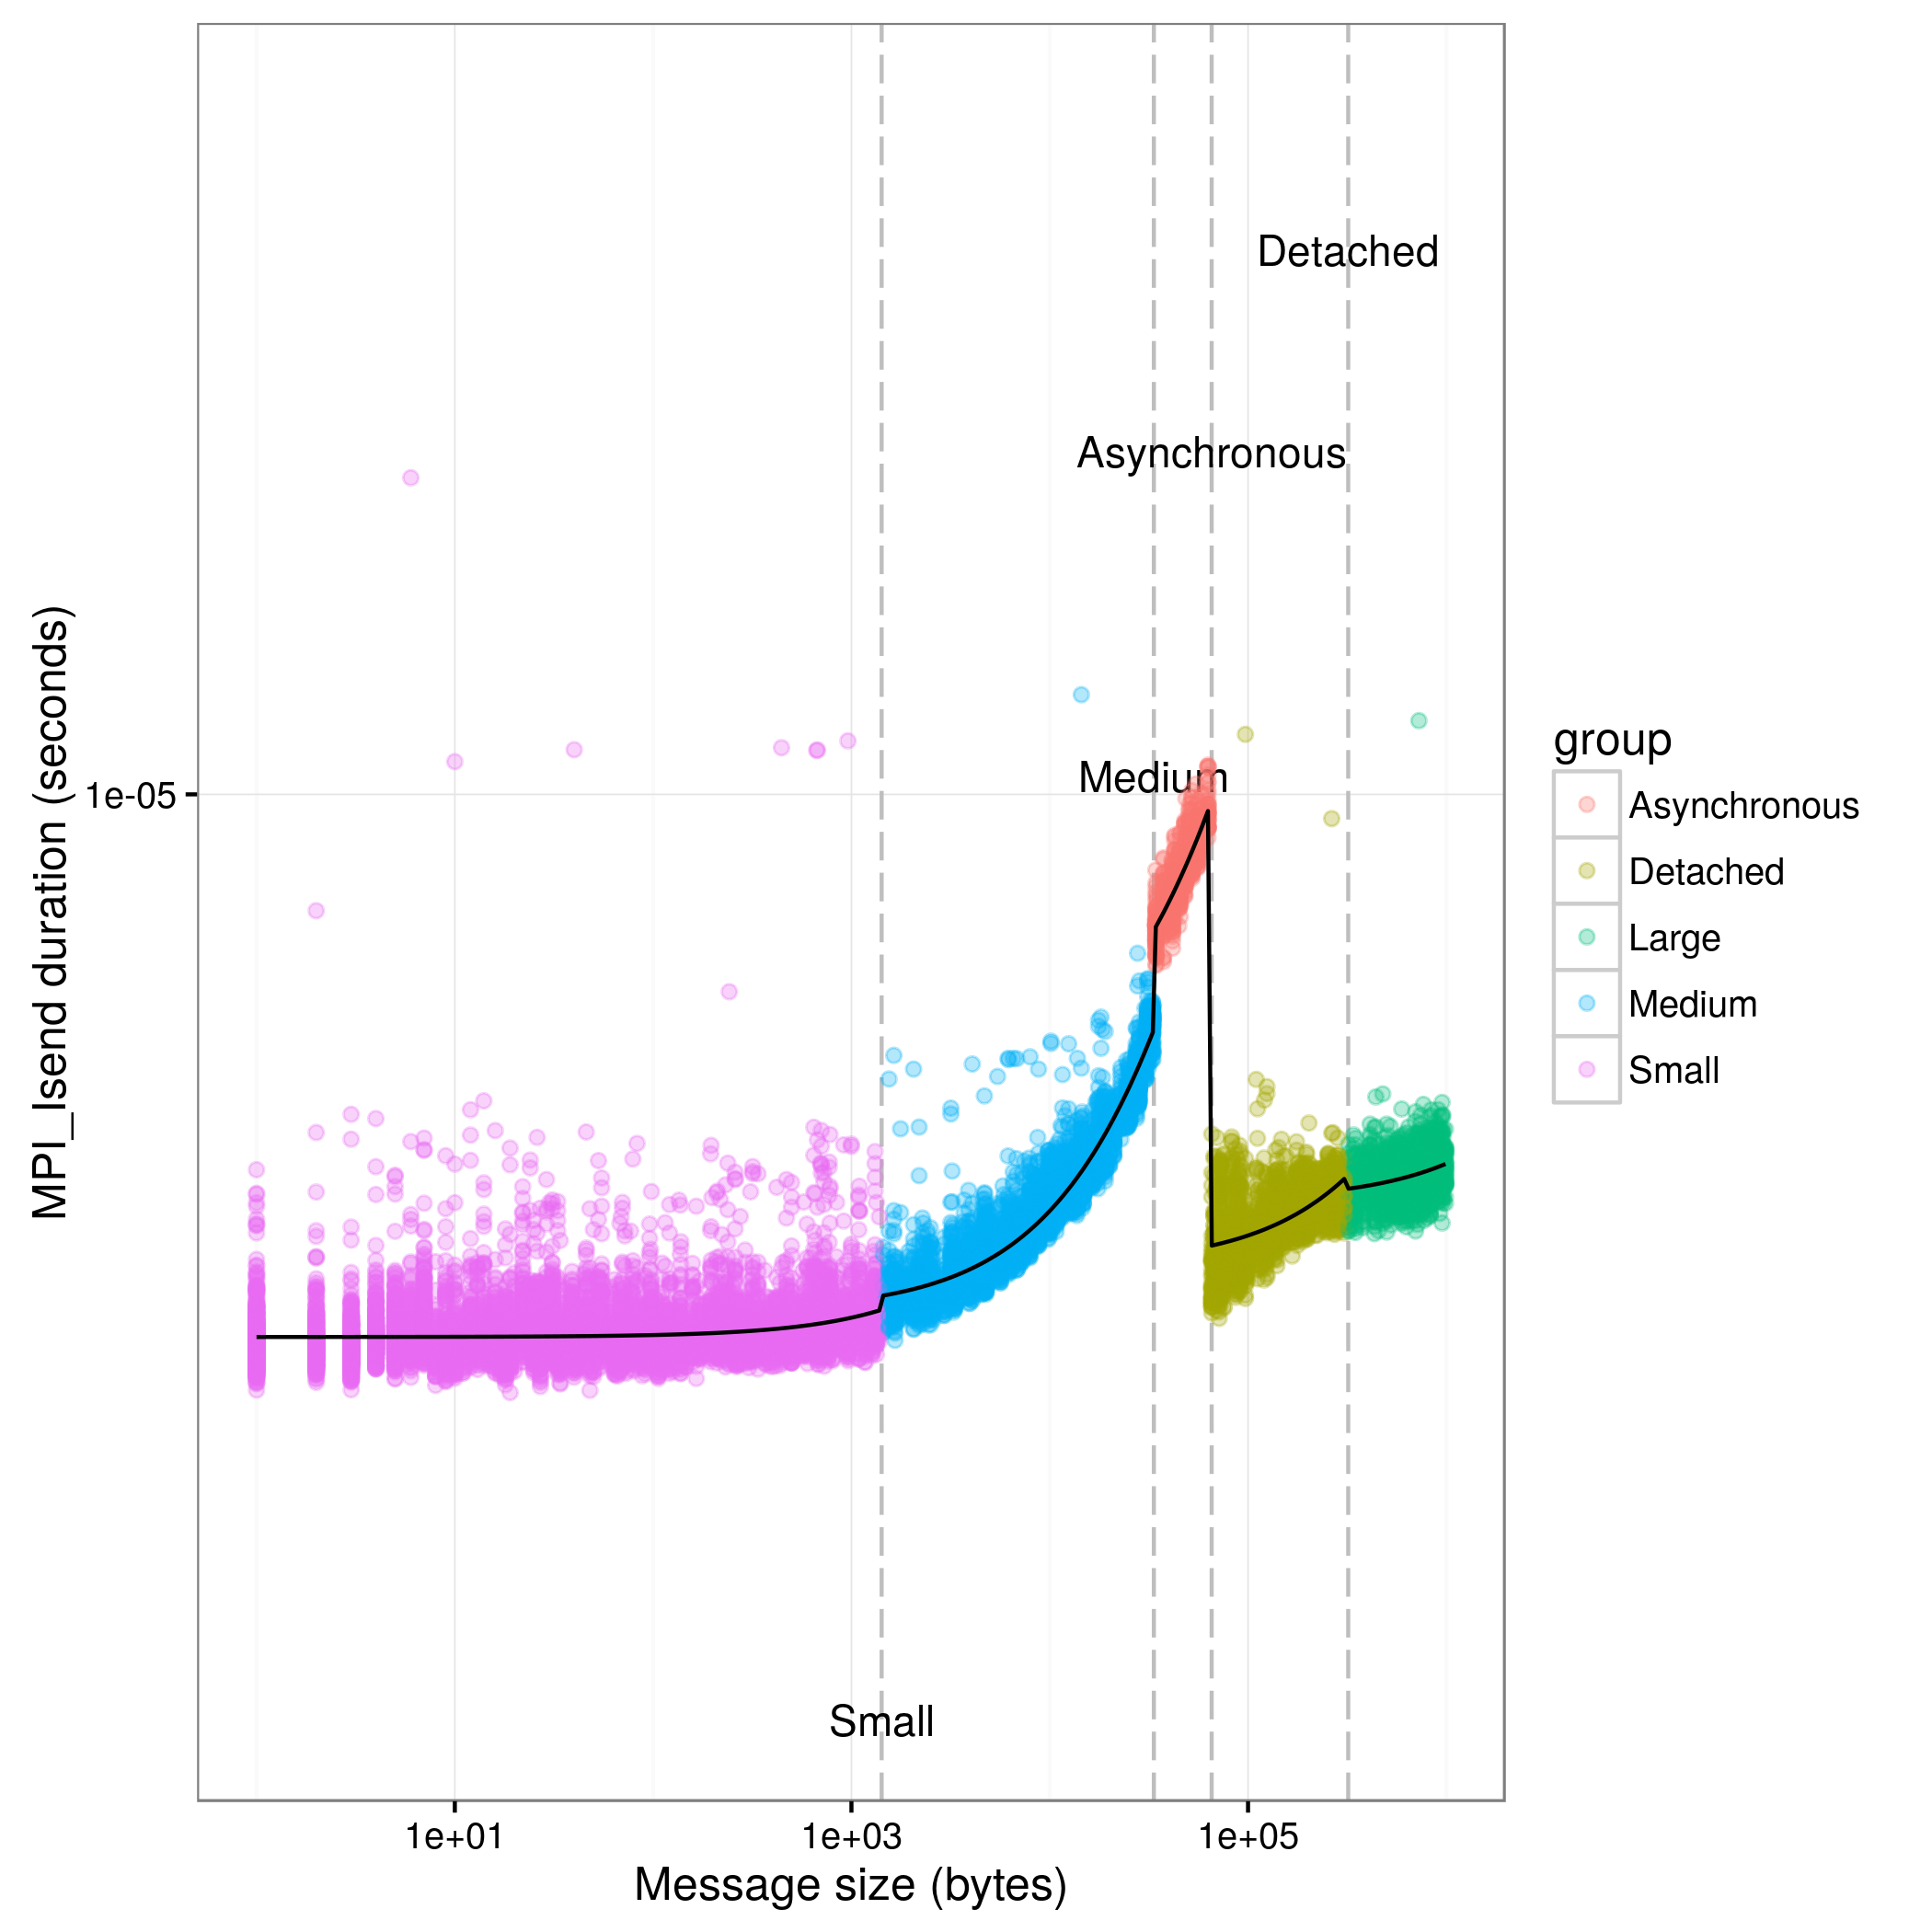 Detached
Asynchronous
Medium
Small
MPI_Isend duration (seconds)
1e-05
1e+01
1e+03
1e+05
Message size (bytes)
group
Asynchronous
Detached
Large
Medium
Small